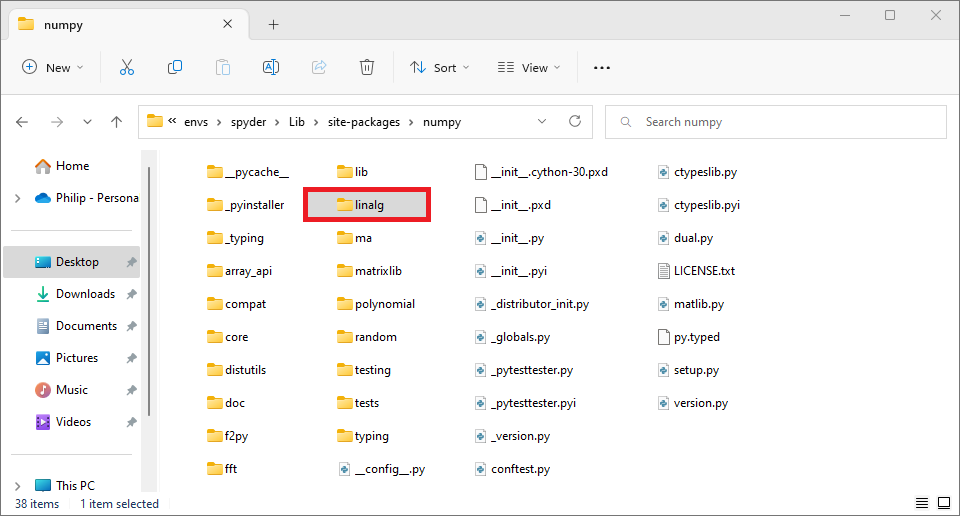 numpy
New
Sort
View
envs > spyder > Lib > site-packages > numpy
Search numpy
Home
Philip - Persona
Desktop
Downloads
Documents
Pictures
Music
Videos
This PC
__pycache__
_pyinstaller
_typing
array_api
compat
core
distutils
doc
f2py
fft
lib
linalg
ma
matrixlib
polynomial
random
testing
tests
typing
__config__.py
__init__.cython-30.pxd
__init__.pxd
__init__.py
__init__.pyi
_distributor_init.py
_globals.py
_pytesttester.py
_pytesttester.pyi
_version.py
conftest.py
ctypeslib.py
ctypeslib.pyi
dual.py
LICENSE.txt
matlib.py
py.typed
setup.py
version.py
38 items
1 item selected